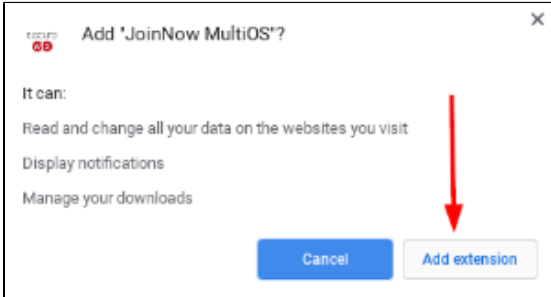 Add "JoinNow MultiOS"?
It can:
Read and change all your data on the websites you visit
Display notifications
Manage your downloads
Cancel
Add extension